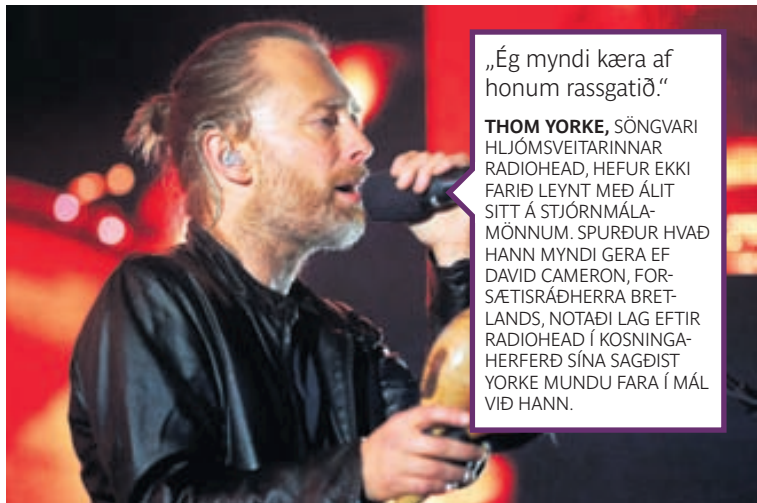 „Ég myndi kæra af
honum rassgatið.“
THOM YORKE, SÖNGVARI
HLJÓMSVEITARINNAR
RADIOHEAD, HEFUR EKKI
FARIÐ LEYNT MEÐ ÁLIT
SITT Á STJÓRNMÁLA-
MÖNNUM. SPURÐUR HVAÐ
HANN MYNDI GERA EF
DAVID CAMERON, FOR-
SÆTISRÁÐHERRA BRET-
LANDS, NOTAÐI LAG EFTIR
RADIOHEAD Í KOSNINGA-
HERFERÐ SÍNA SAGÐIST
YORKE MUNDU FARA Í MÁL
VIÐ HANN.